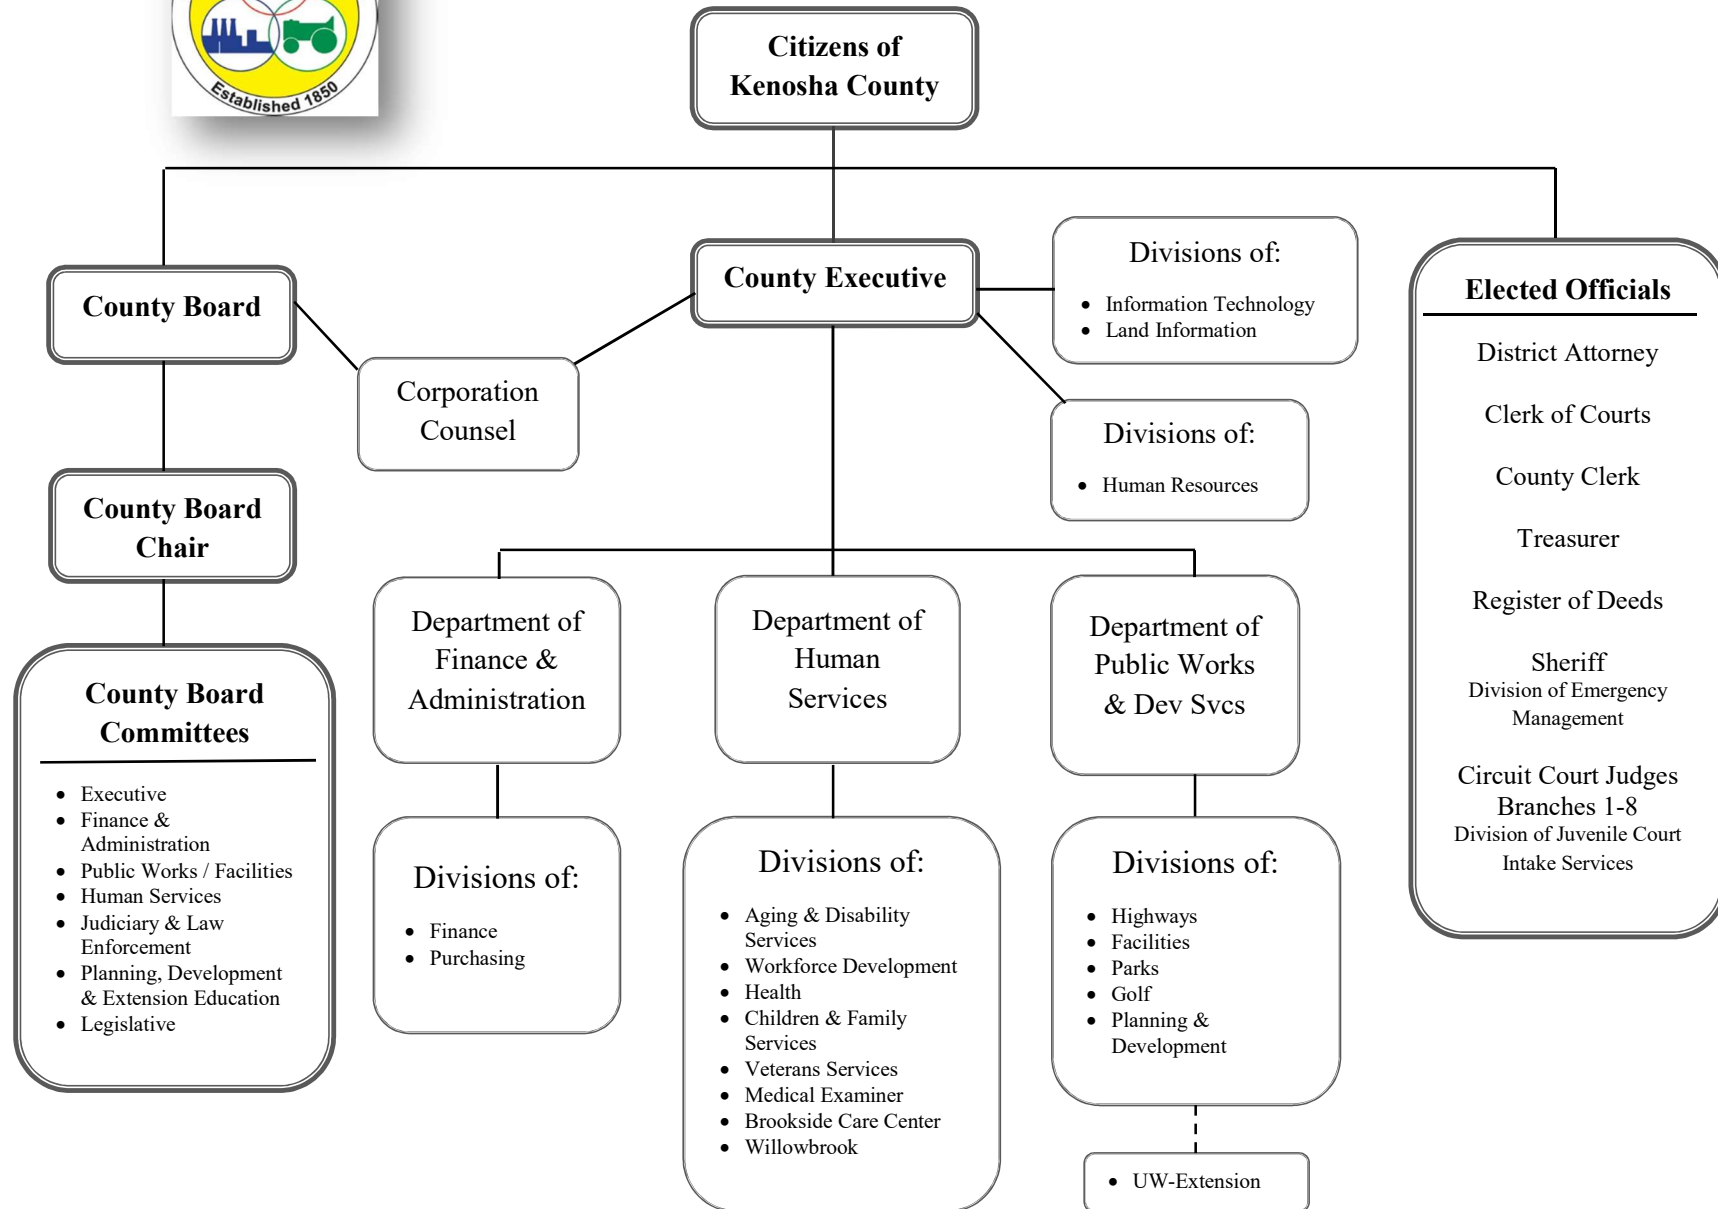 Established 1850
Citizens of
Kenosha County
County Board
County Executive
Divisions of:
• Information Technology
• Land Information
Corporation
Counsel
Divisions of:
• Human Resources
County Board
Chair
County Board
Committees
• Executive
• Finance &
Administration
• Public Works / Facilities
• Human Services
• Judiciary & Law
Enforcement
• Planning, Development
& Extension Education
• Legislative
Department of
Finance &
Administration
Divisions of:
• Finance
• Purchasing
Department of
Human
Services
Divisions of:
• Aging & Disability
Services
• Workforce Development
• Health
• Children & Family
Services
• Veterans Services
• Medical Examiner
• Brookside Care Center
• Willowbrook
Department of
Public Works
& Dev Svcs
Divisions of:
• Highways
• Facilities
• Parks
• Golf
• Planning &
Development
• UW-Extension
Elected Officials
District Attorney
Clerk of Courts
County Clerk
Treasurer
Register of Deeds
Sheriff
Division of Emergency
Management
Circuit Court Judges
Branches 1-8
Division of Juvenile Court
Intake Services